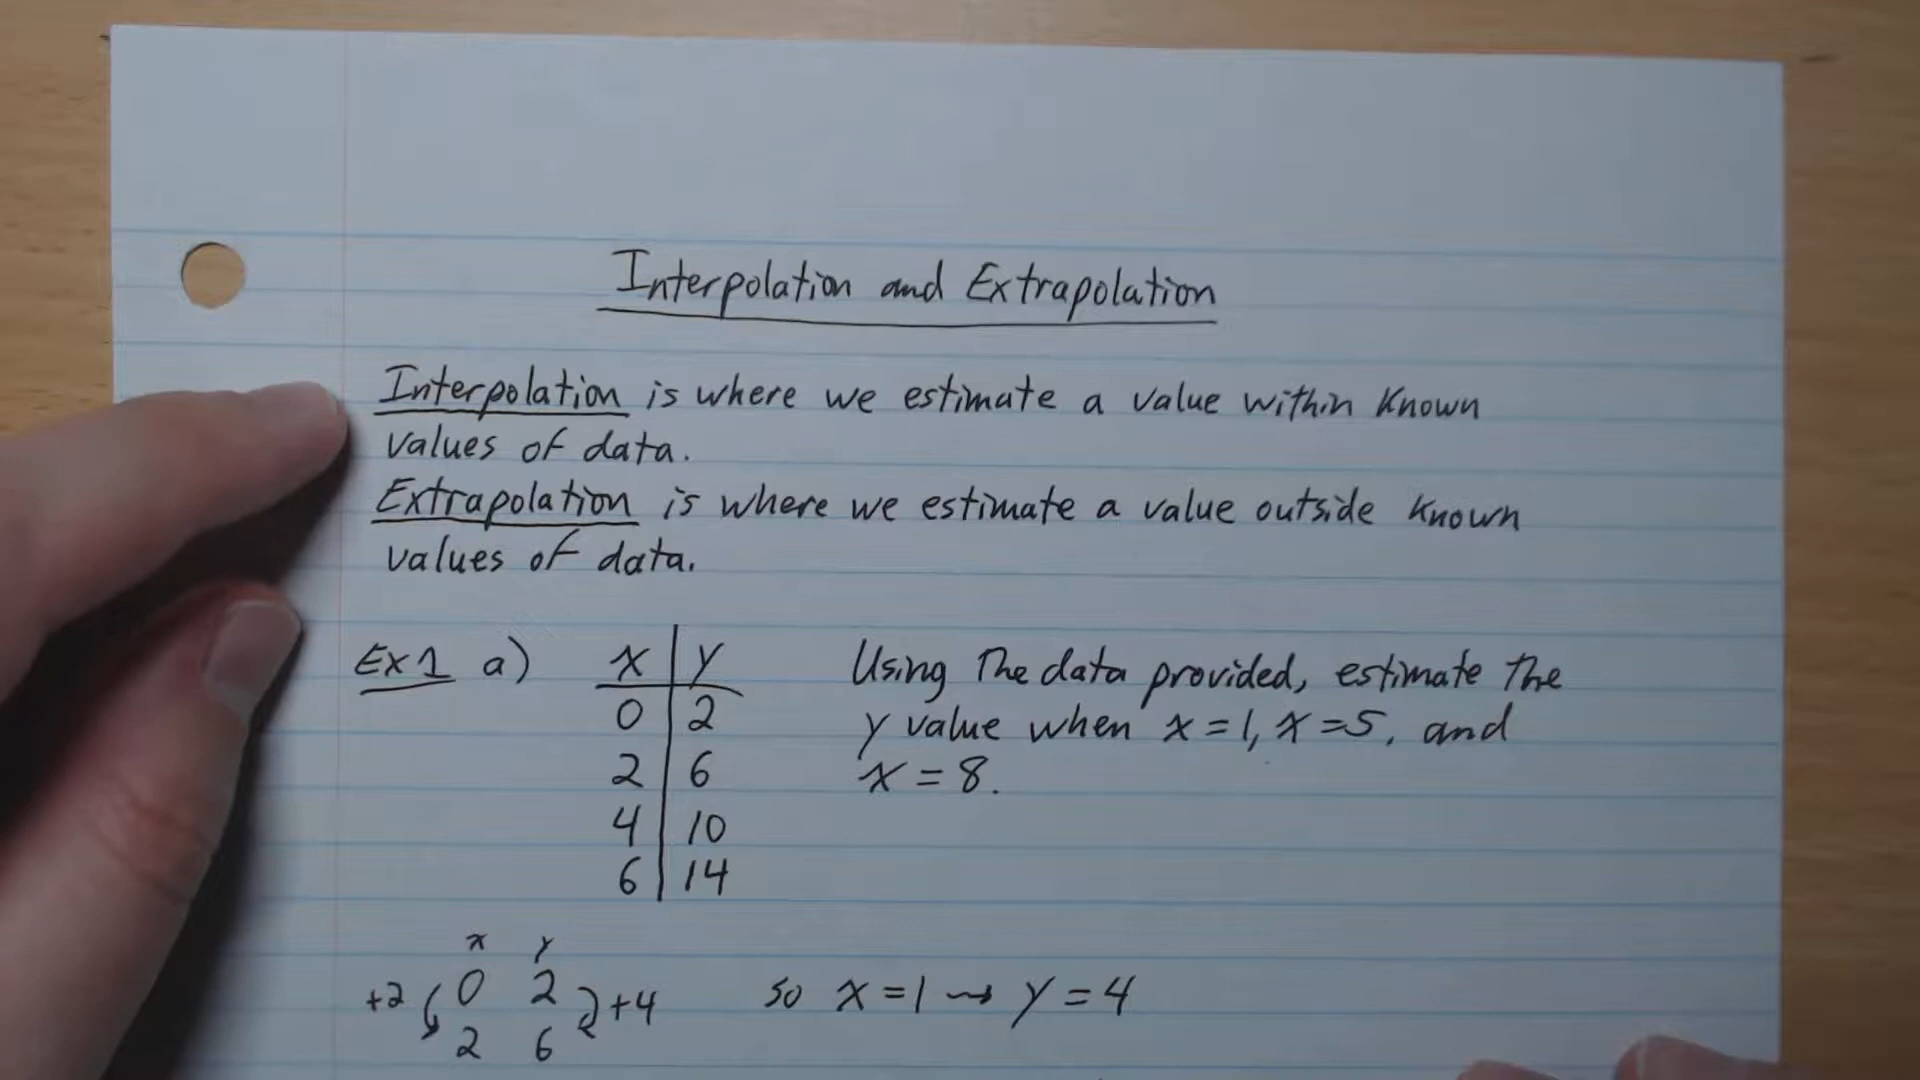 Interpolation and Extrapolation
Interpolation is where we estimate a value within known
values of data.
Extrapolation is where we estimate a value outside known
values of data.
Ex1 a) x y Using the data provided, estimate the
0 2 y value when x=1, x=5, and
2 6 x=8.
4 10
6 14
x y
+2 0 2 +4 so x=1 → y=4
2 6